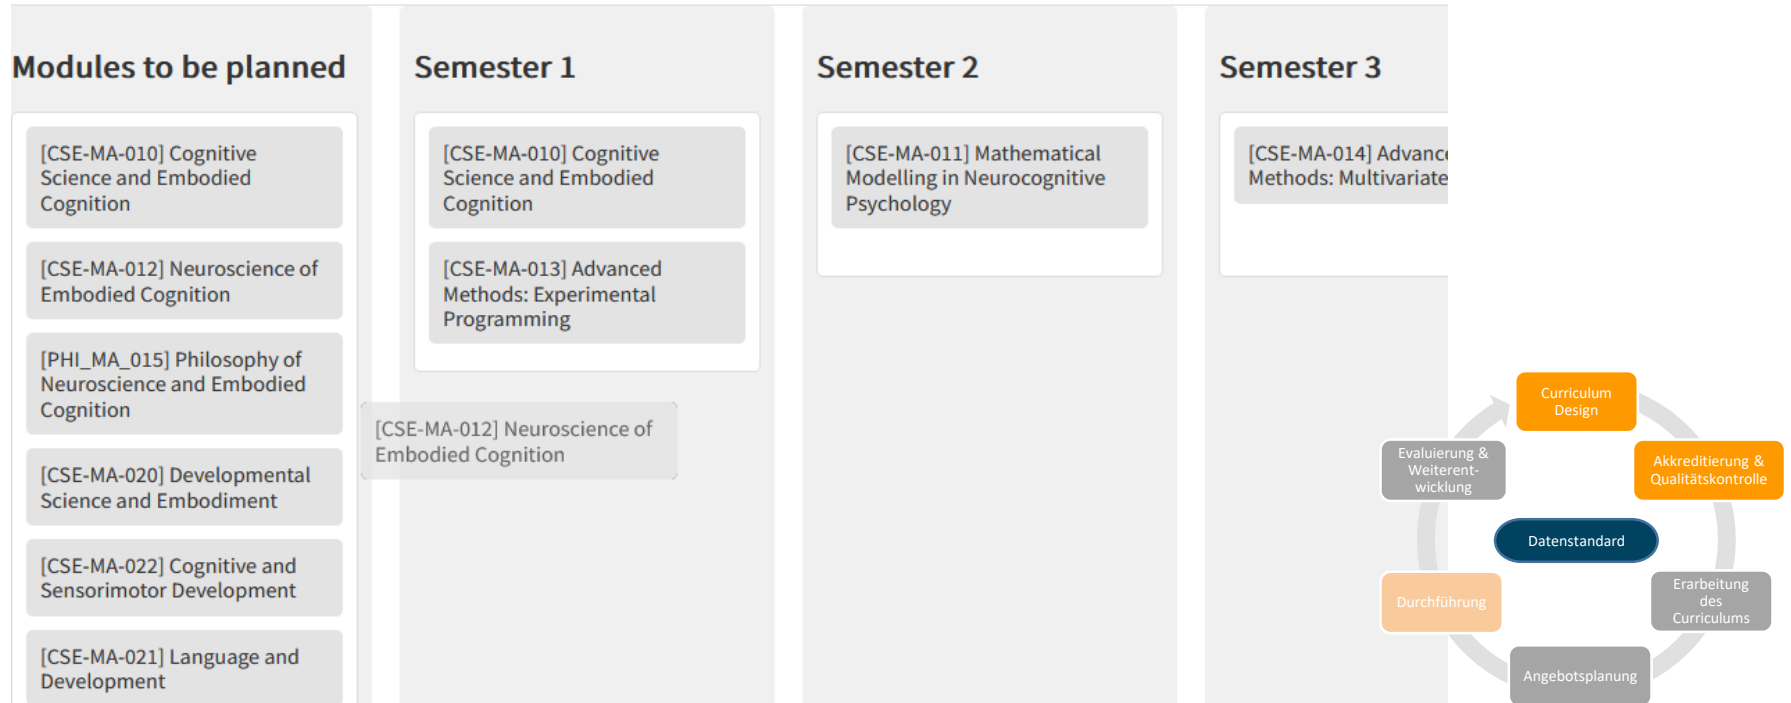 Modules to be planned
[CSE-MA-010] Cognitive
Science and Embodied
Cognition
[CSE-MA-012] Neuroscience of
Embodied Cognition
[PHI_MA_015] Philosophy of
Neuroscience and Embodied
Cognition
[CSE-MA-020] Developmental
Science and Embodiment
[CSE-MA-022] Cognitive and
Sensorimotor Development
[CSE-MA-021] Language and
Development
Semester 1
[CSE-MA-010] Cognitive
Science and Embodied
Cognition
[CSE-MA-013] Advanced
Methods: Experimental
Programming
[CSE-MA-012] Neuroscience of
Embodied Cognition
Semester 2
[CSE-MA-011] Mathematical
Modelling in Neurocognitive
Psychology
Semester 3
[CSE-MA-014] Advance
Methods: Multivariate
Curriculum
Design
Akkreditierung &
Qualitätskontrolle
Erarbeitung
des
Curriculums
Angebotsplanung
Durchführung
Evaluierung &
Weiterent-
wicklung
Datenstandard